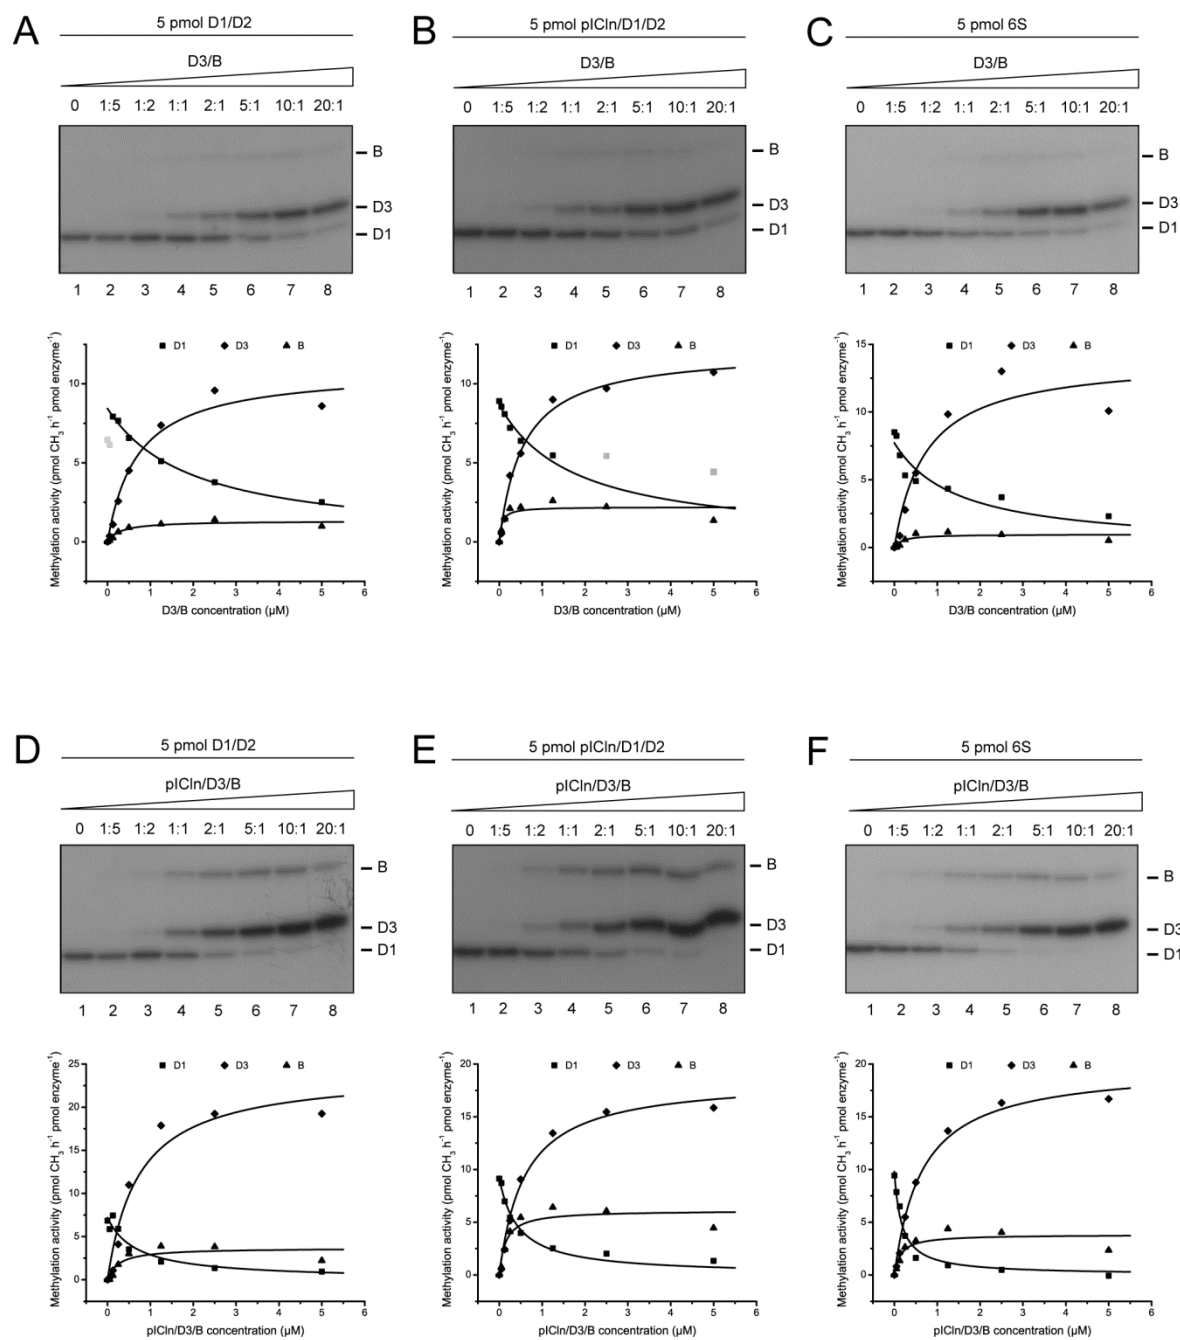 A
5 pmol D1/D2
D3/B
0 1:5 1:2 1:1 2:1 5:1 10:1 20:1
B
D3
D1
1 2 3 4 5 6 7 8
D1 D3 B
Methylation activity (pmol CH3 h-1 pmol enzyme-1)
10
5
0
0 1 2 3 4 5 6
D3/B concentration (µM)
B
5 pmol pICln/D1/D2
D3/B
0 1:5 1:2 1:1 2:1 5:1 10:1 20:1
B
D3
D1
1 2 3 4 5 6 7 8
D1 D3 B
Methylation activity (pmol CH3 h-1 pmol enzyme-1)
10
5
0
0 1 2 3 4 5 6
D3/B concentration (µM)
C
5 pmol 6S
D3/B
0 1:5 1:2 1:1 2:1 5:1 10:1 20:1
B
D3
D1
1 2 3 4 5 6 7 8
D1 D3 B
Methylation activity (pmol CH3 h-1 pmol enzyme-1)
15
10
5
0
0 1 2 3 4 5 6
D3/B concentration (µM)
D
5 pmol D1/D2
pICln/D3/B
0 1:5 1:2 1:1 2:1 5:1 10:1 20:1
B
D3
D1
1 2 3 4 5 6 7 8
D1 D3 B
Methylation activity (pmol CH3 h-1 pmol enzyme-1)
25
20
15
10
5
0
0 1 2 3 4 5 6
pICln/D3/B concentration (µM)
E
5 pmol pICln/D1/D2
pICln/D3/B
0 1:5 1:2 1:1 2:1 5:1 10:1 20:1
B
D3
D1
1 2 3 4 5 6 7 8
D1 D3 B
Methylation activity (pmol CH3 h-1 pmol enzyme-1)
20
15
10
5
0
0 1 2 3 4 5 6
pICln/D3/B concentration (µM)
F
5 pmol 6S
pICln/D3/B
0 1:5 1:2 1:1 2:1 5:1 10:1 20:1
B
D3
D1
1 2 3 4 5 6 7 8
D1 D3 B
Methylation activity (pmol CH3 h-1 pmol enzyme-1)
20
15
10
5
0
0 1 2 3 4 5 6
pICln/D3/B concentration (µM)